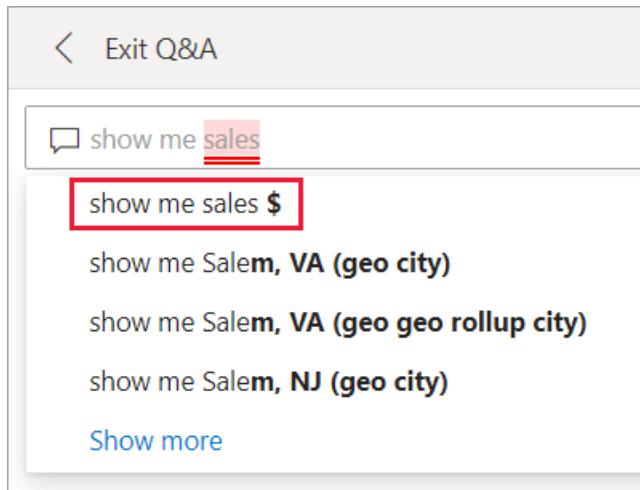 Exit Q&A
show me sales
show me sales $
show me Salem, VA (geo city)
show me Salem, VA (geo geo rollup city)
show me Salem, NJ (geo city)
Show more